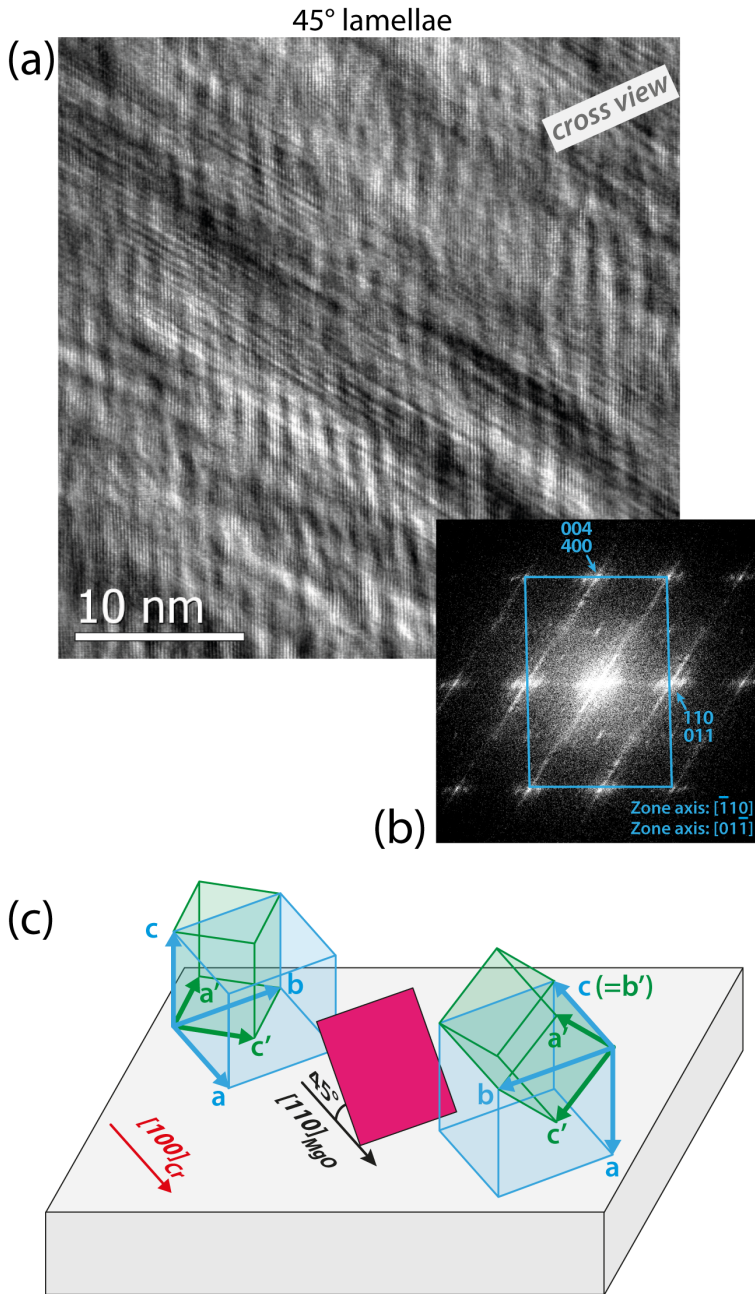 45° lamellae
(a)
cross view
10 nm
004
400
110
011
(b)
Zone axis: [1̄10]
Zone axis: [011̄]
(c)
c
a'
b
c'
a
c (=b')
a'
b
c'
a
45°
[110]MgO
[100]Cr